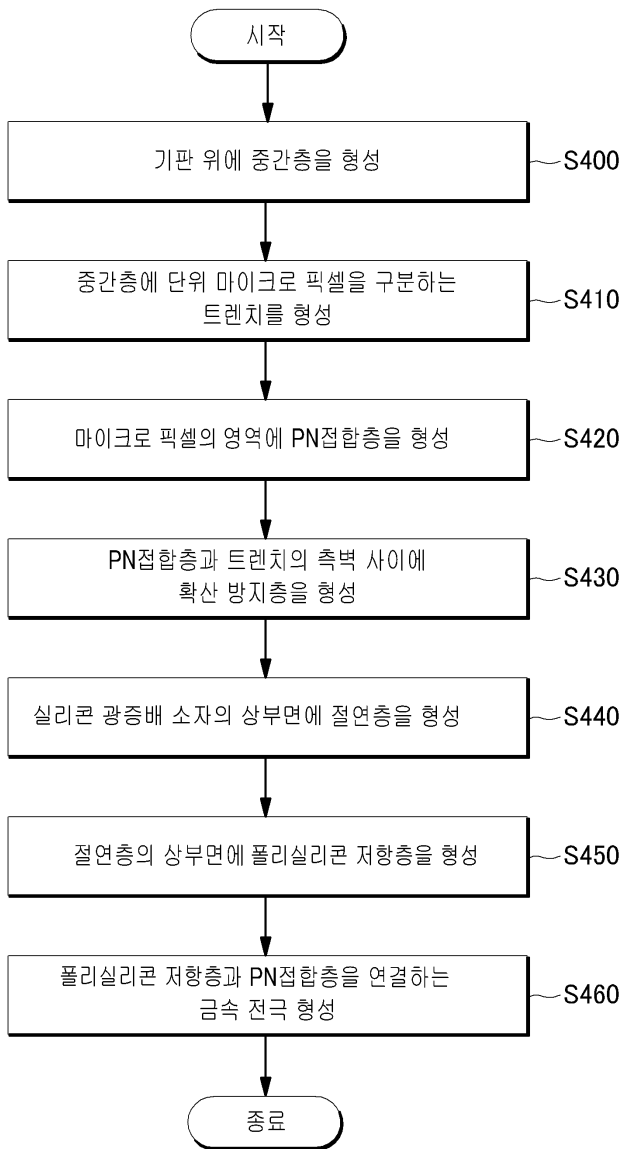 시작
기판 위에 중간층을 형성
S400
중간층에 단위 마이크로 픽셀을 구분하는
트렌치를 형성
S410
마이크로 픽셀의 영역에 PN접합층을 형성
S420
PN접합층과 트렌치의 측벽 사이에
확산 방지층을 형성
S430
실리콘 광증배 소자의 상부면에 절연층을 형성
S440
절연층의 상부면에 폴리실리콘 저항층을 형성
S450
폴리실리콘 저항층과 PN접합층을 연결하는
금속 전극 형성
S460
종료